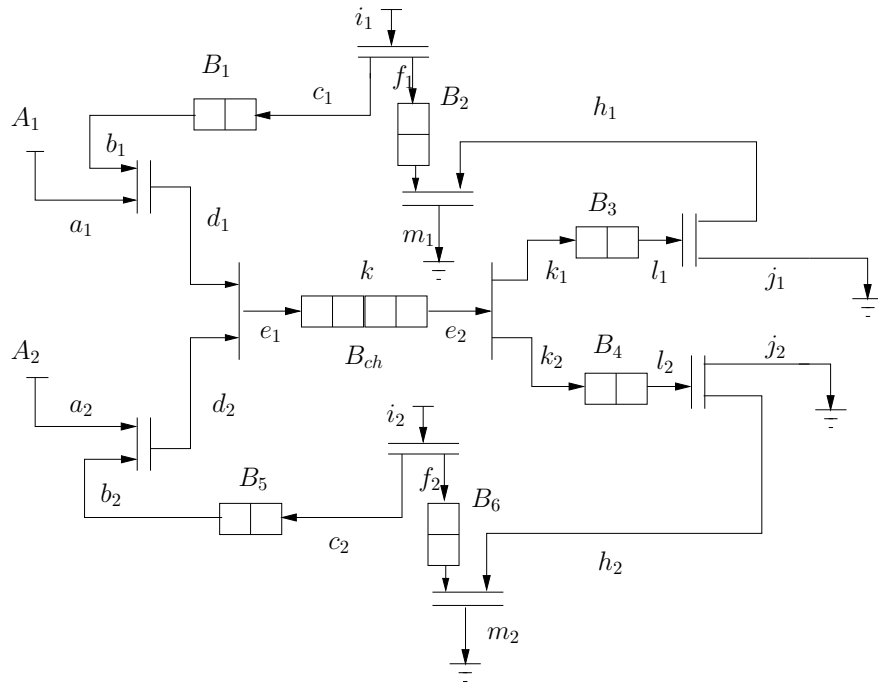 i₁
B₁
f₁
c₁
B₂
h₁
A₁
b₁
a₁
d₁
m₁
B₃
k
k₁
l₁
j₁
e₁
e₂
B_ch
A₂
k₂
B₄
l₂
j₂
a₂
d₂
i₂
b₂
B₅
f₂
B₆
c₂
h₂
m₂